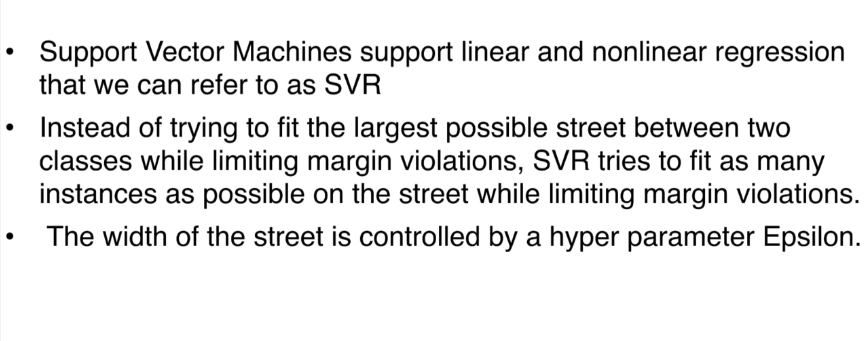 • Support Vector Machines support linear and nonlinear regression
that we can refer to as SVR
• Instead of trying to fit the largest possible street between two
classes while limiting margin violations, SVR tries to fit as many
instances as possible on the street while limiting margin violations.
• The width of the street is controlled by a hyper parameter Epsilon.